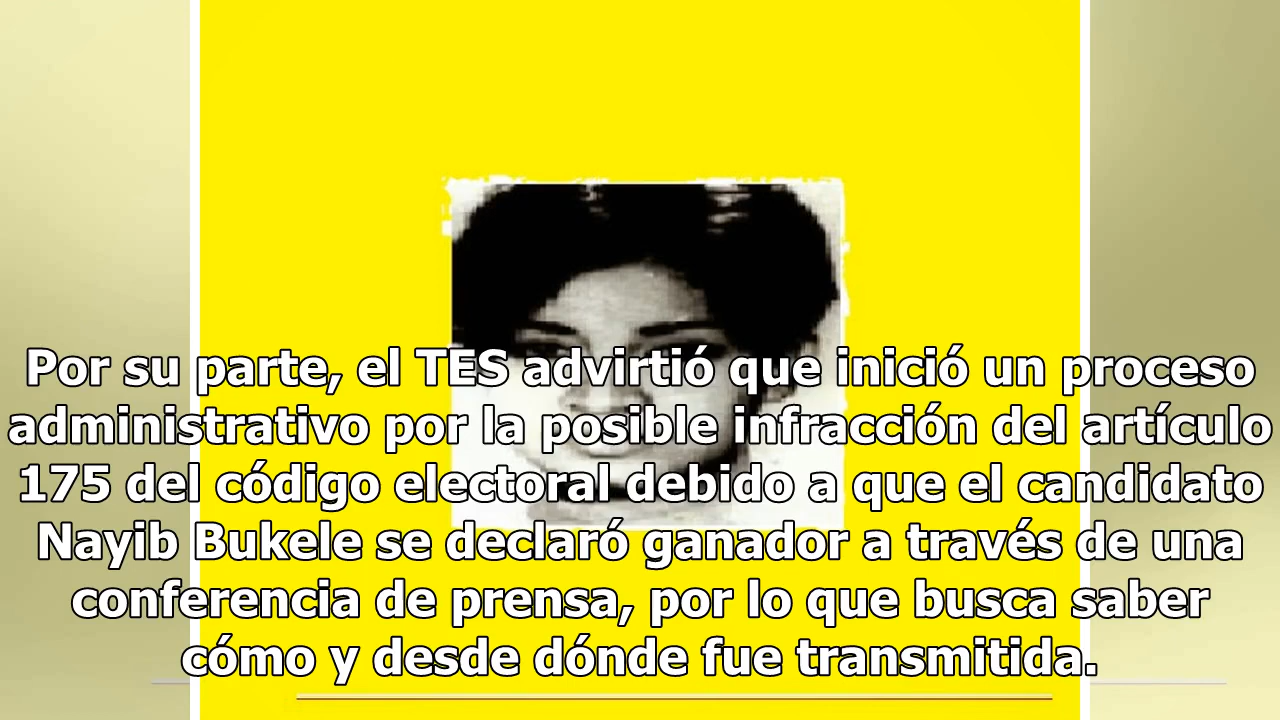 Por su parte, el TES advirtió que inició un proceso
administrativo por la posible infracción del artículo
175 del código electoral debido a que el candidato
Nayib Bukele se declaró ganador a través de una
conferencia de prensa, por lo que busca saber
cómo y desde dónde fue transmitida.